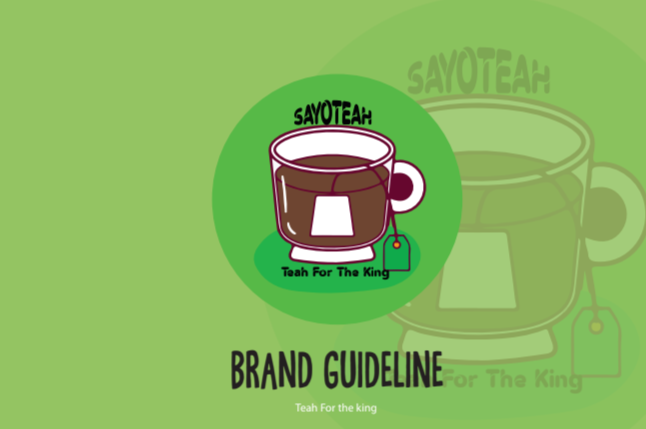 SAYOTEAH
SAYOTEAH
Teah For The King
For The King
BRAND GUIDELINE
Teah For the king